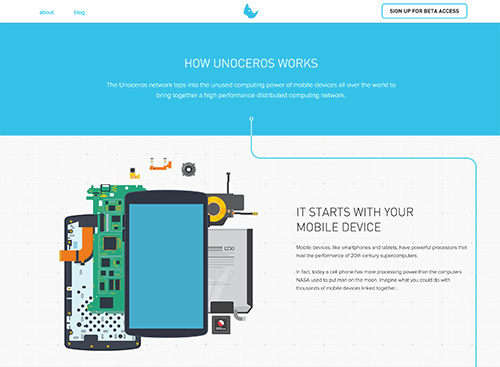 about
blog
SIGN UP FOR BETA ACCESS
HOW UNOCEROS WORKS
The Unoceros network taps into the unused computing power of mobile devices all over the world to
bring together a high performance distributed computing network.
IT STARTS WITH YOUR
MOBILE DEVICE
Mobile devices, like smartphones and tablets, have powerful processors that
rival the performance of 20th century supercomputers.
In fact, today a cell phone has more processing power then the computers
NASA used to put man on the moon. Imagine what you could do with
thousands of mobile devices linked together...